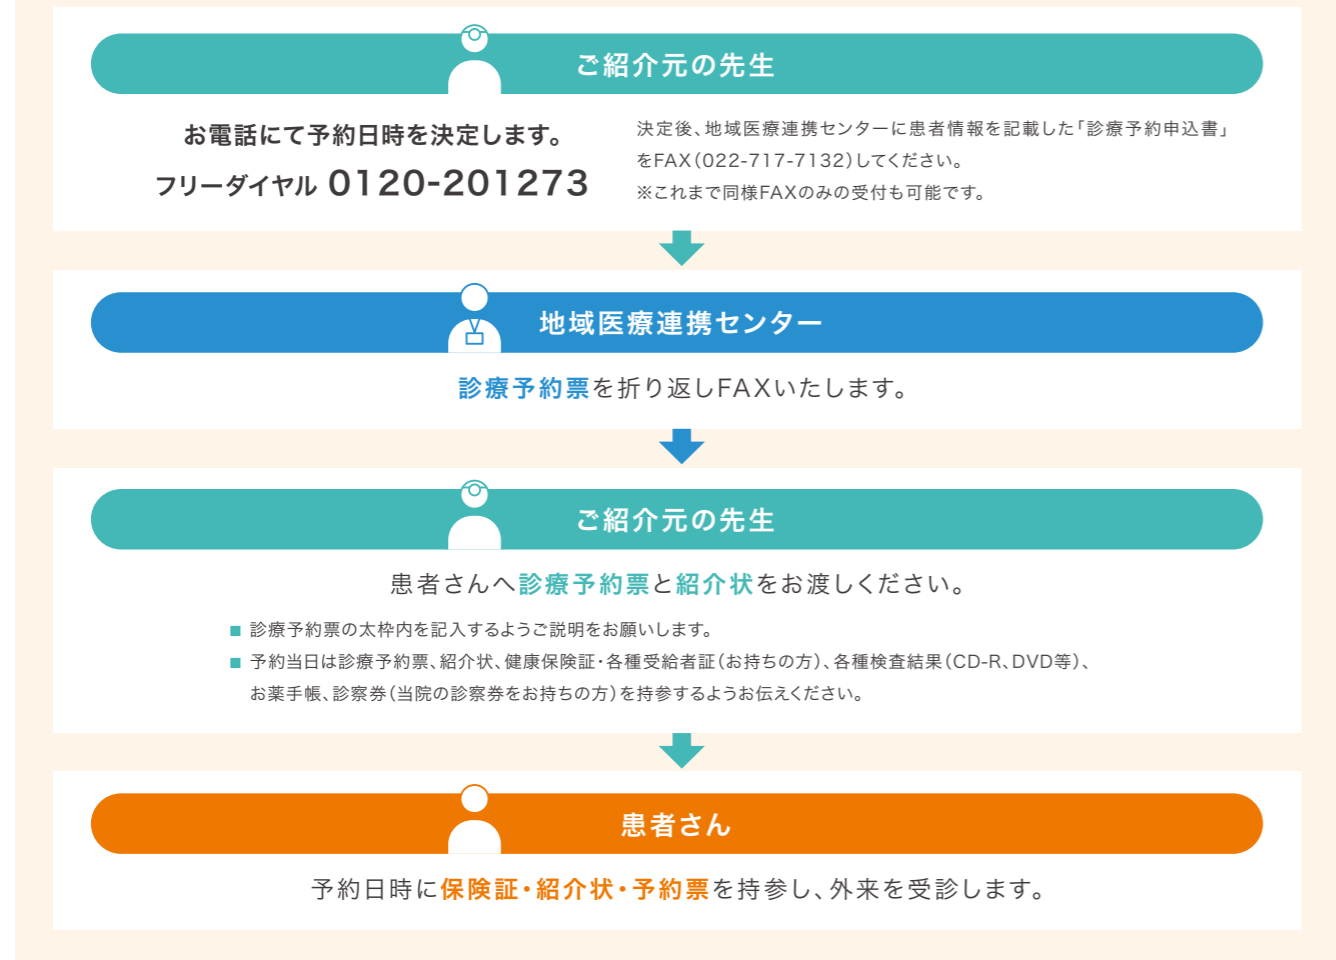 ご紹介元の先生
お電話にて予約日時を決定します。
フリーダイヤル 0120-201273
決定後、地域医療連携センターに患者情報を記載した「診療予約申込書」
をFAX(022-717-7132)してください。
※これまで同様FAXのみの受付も可能です。
地域医療連携センター
診療予約票を折り返しFAXいたします。
ご紹介元の先生
患者さんへ診療予約票と紹介状をお渡しください。
■ 診療予約票の太枠内を記入するようご説明をお願いします。
■ 予約当日は診療予約票、紹介状、健康保険証・各種受給者証(お持ちの方)、各種検査結果(CD-R、DVD等)、
お薬手帳、診察券(当院の診察券をお持ちの方)を持参するようお伝えください。
患者さん
予約日時に保険証・紹介状・予約票を持参し、外来を受診します。